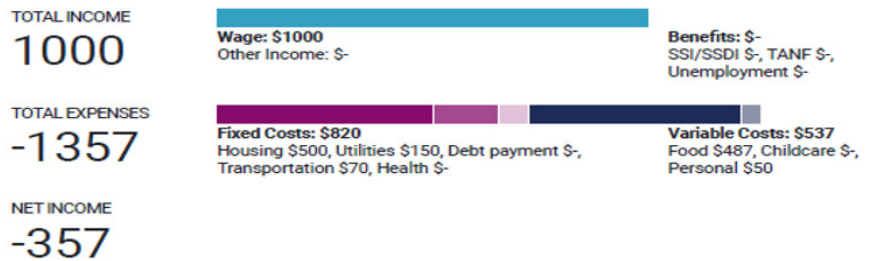 TOTAL INCOME
1000
Wage: $1000
Other Income: $-
Benefits: $-
SSI/SSDI $-, TANF $-,
Unemployment $-
TOTAL EXPENSES
-1357
Fixed Costs: $820
Housing $500, Utilities $150, Debt payment $-,
Transportation $70, Health $-
Variable Costs: $537
Food $487, Childcare $-,
Personal $50
NET INCOME
-357